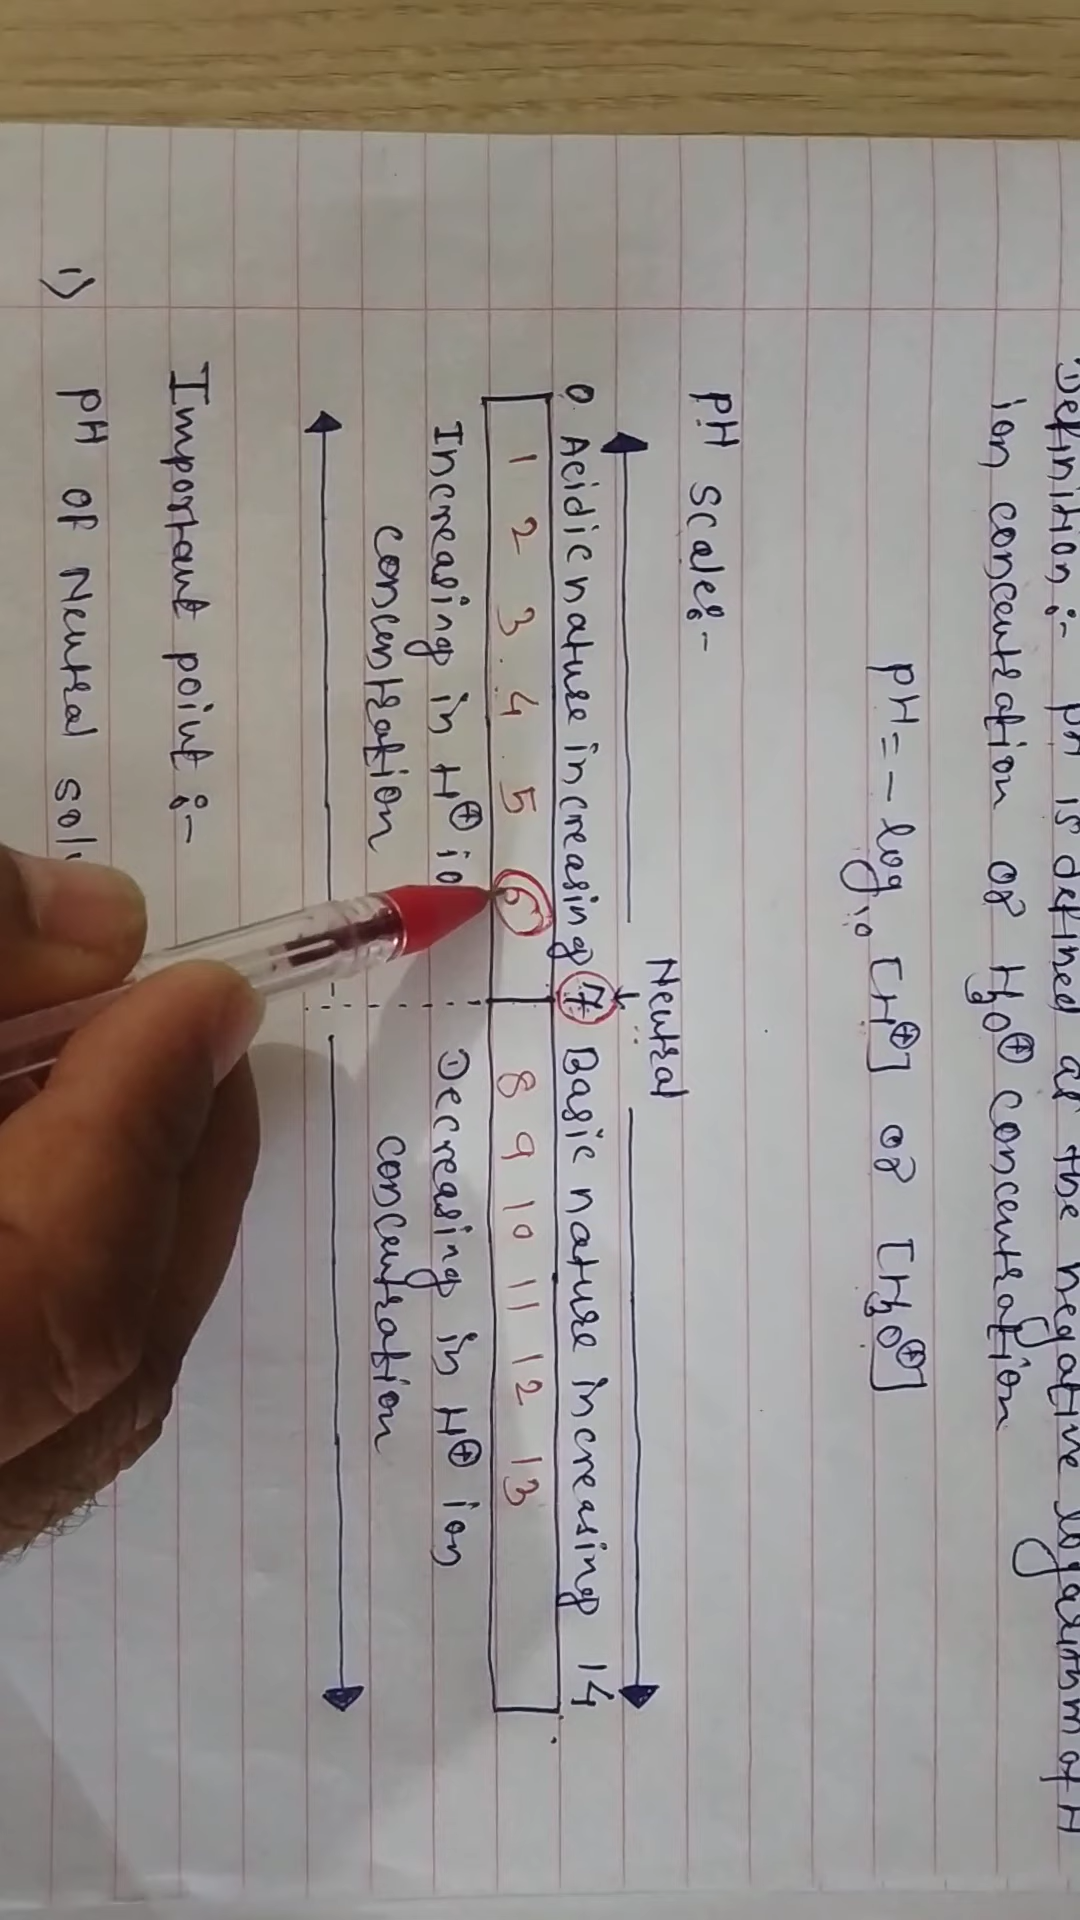 Definition :- pH is defined as the negative logarithm of H
ion concentration or H₃O⊕ concentration
pH = - log₁₀ [H⊕] or [H₃O⊕]
pH Scale :-
Neutral
0 Acidic nature increasing 7 Basic nature increasing 14
1 2 3 4 5 6 8 9 10 11 12 13
Increasing in H⊕ io Decreasing in H⊕ ion
concentration concentration
Important point :-
1) pH of Neutral solu